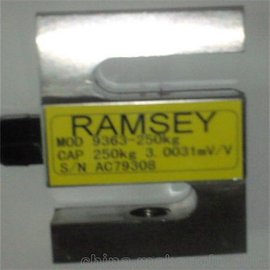 RAMSEY
MOD 9363-250kg
CAP 250kg 3.0031mV/V
S/N AC79308